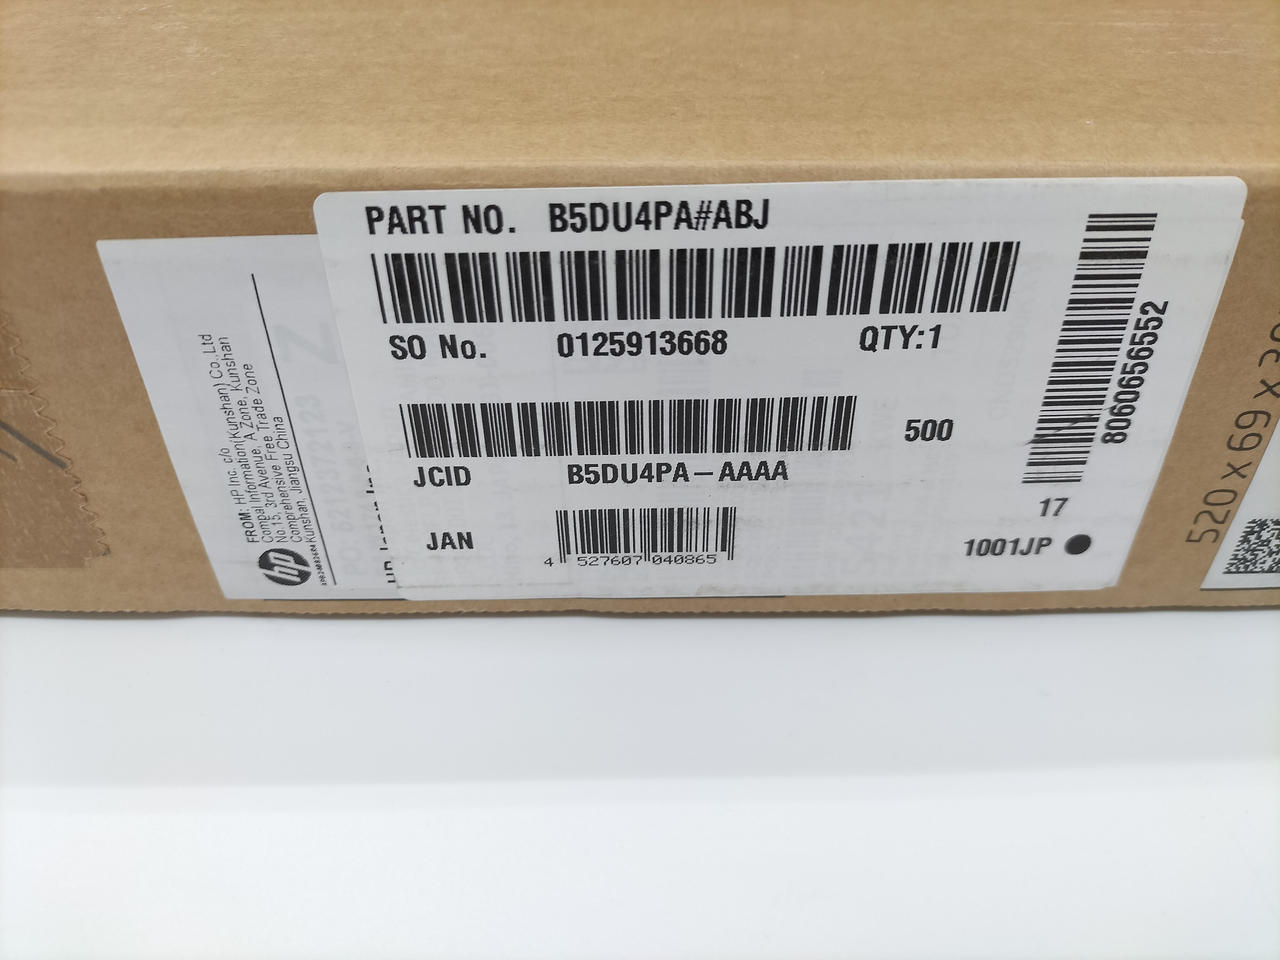 PART NO. B5DU4PA#ABJ
SO No. 0125913668 QTY:1
500
JCID B5DU4PA-AAAA
JAN
4 527607 040865
8060656552
17
1001JP
FROM: HP Inc. c/o
Compal Information(Kunshan) Co.,Ltd
No.15, 3rd Avenue, A Zone, Kunshan
Comprehensive Free Trade Zone
Kunshan, Jiangsu China
hp
520 x 69 x